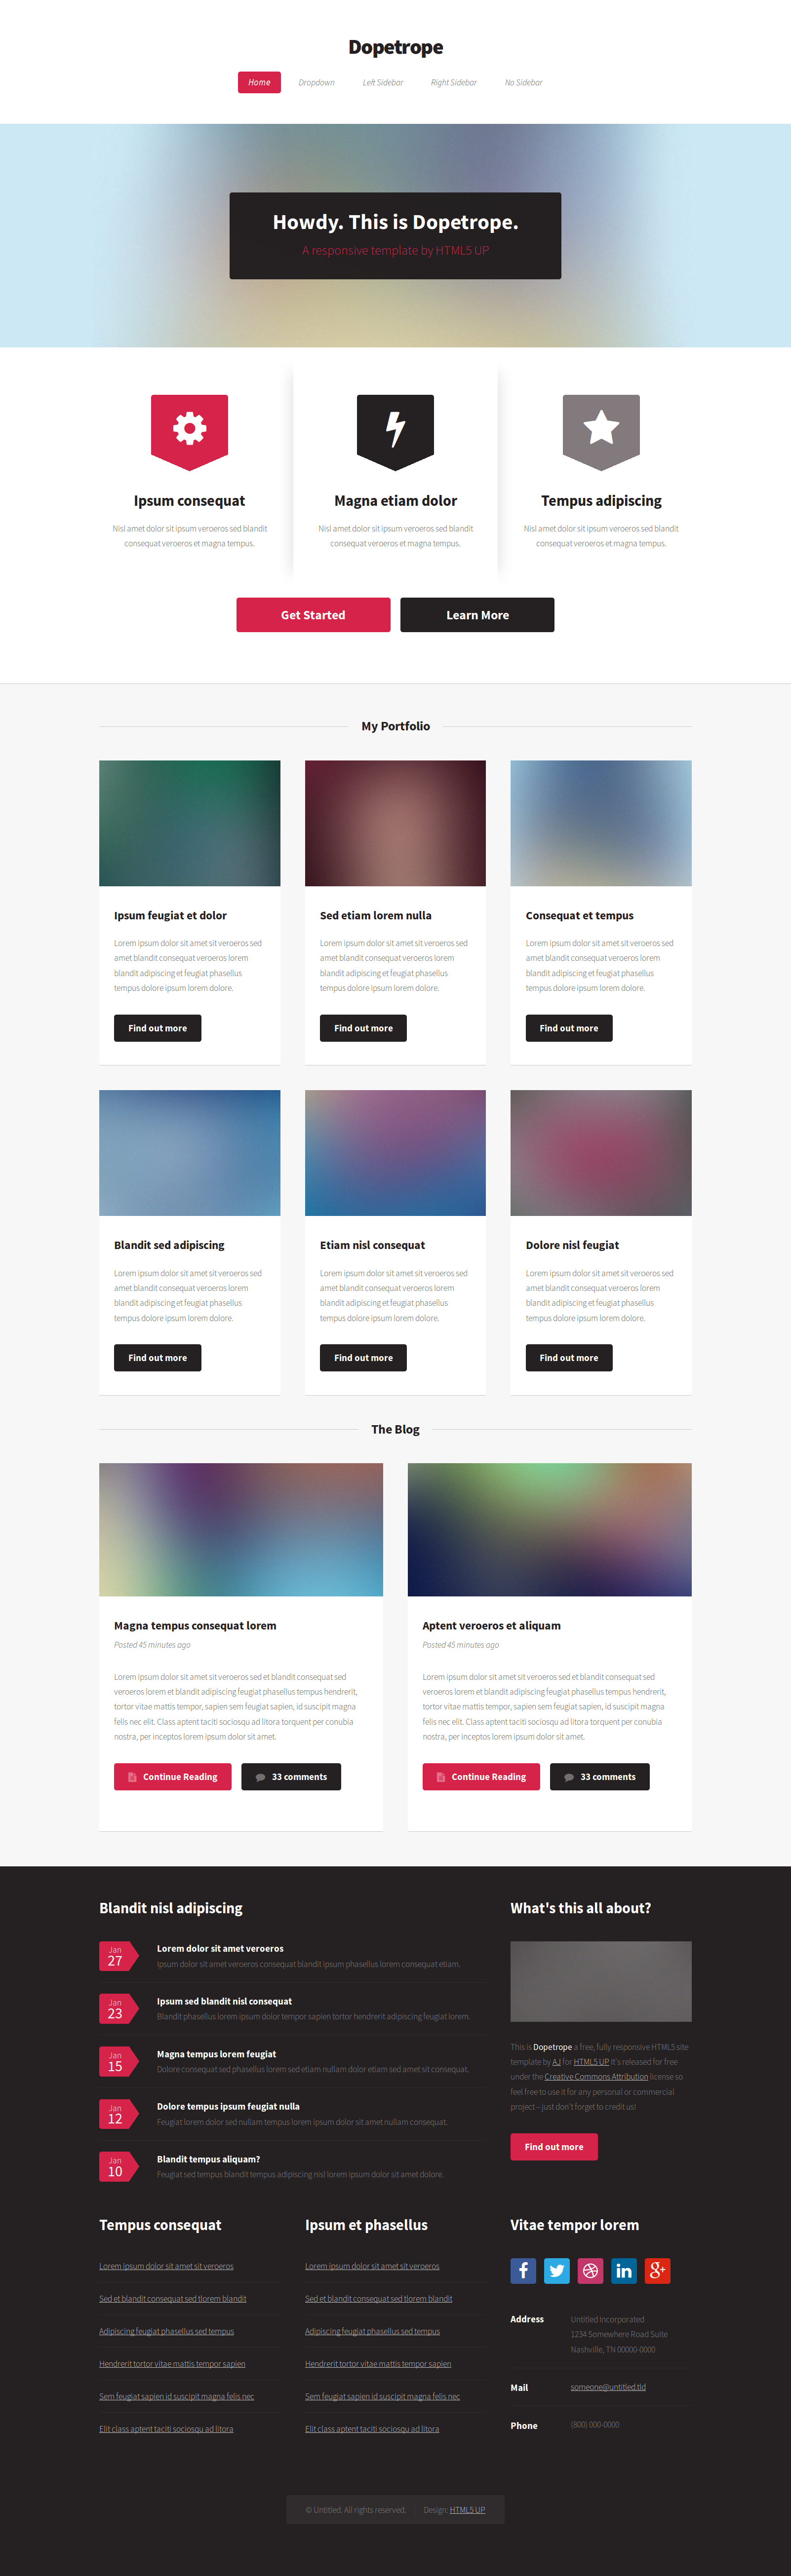 Dopetrope
Home Dropdown Left Sidebar Right Sidebar No Sidebar
Howdy. This is Dopetrope.
A responsive template by HTML5 UP
Ipsum consequat
Nisl amet dolor sit ipsum veroeros sed blandit
consequat veroeros et magna tempus.
Magna etiam dolor
Nisl amet dolor sit ipsum veroeros sed blandit
consequat veroeros et magna tempus.
Tempus adipiscing
Nisl amet dolor sit ipsum veroeros sed blandit
consequat veroeros et magna tempus.
Get Started
Learn More
My Portfolio
Ipsum feugiat et dolor
Lorem ipsum dolor sit amet sit veroeros sed
amet blandit consequat veroeros lorem
blandit adipiscing et feugiat phasellus
tempus dolore ipsum lorem dolore.
Find out more
Sed etiam lorem nulla
Lorem ipsum dolor sit amet sit veroeros sed
amet blandit consequat veroeros lorem
blandit adipiscing et feugiat phasellus
tempus dolore ipsum lorem dolore.
Find out more
Consequat et tempus
Lorem ipsum dolor sit amet sit veroeros sed
amet blandit consequat veroeros lorem
blandit adipiscing et feugiat phasellus
tempus dolore ipsum lorem dolore.
Find out more
Blandit sed adipiscing
Lorem ipsum dolor sit amet sit veroeros sed
amet blandit consequat veroeros lorem
blandit adipiscing et feugiat phasellus
tempus dolore ipsum lorem dolore.
Find out more
Etiam nisl consequat
Lorem ipsum dolor sit amet sit veroeros sed
amet blandit consequat veroeros lorem
blandit adipiscing et feugiat phasellus
tempus dolore ipsum lorem dolore.
Find out more
Dolore nisl feugiat
Lorem ipsum dolor sit amet sit veroeros sed
amet blandit consequat veroeros lorem
blandit adipiscing et feugiat phasellus
tempus dolore ipsum lorem dolore.
Find out more
The Blog
Magna tempus consequat lorem
Posted 45 minutes ago
Lorem ipsum dolor sit amet sit veroeros sed et blandit consequat sed
veroeros lorem et blandit adipiscing feugiat phasellus tempus hendrerit,
tortor vitae mattis tempor, sapien sem feugiat sapien, id suscipit magna
felis nec elit. Class aptent taciti sociosqu ad litora torquent per conubia
nostra, per inceptos lorem ipsum dolor sit amet.
Continue Reading
33 comments
Aptent veroeros et aliquam
Posted 45 minutes ago
Lorem ipsum dolor sit amet sit veroeros sed et blandit consequat sed
veroeros lorem et blandit adipiscing feugiat phasellus tempus hendrerit,
tortor vitae mattis tempor, sapien sem feugiat sapien, id suscipit magna
felis nec elit. Class aptent taciti sociosqu ad litora torquent per conubia
nostra, per inceptos lorem ipsum dolor sit amet.
Continue Reading
33 comments
Blandit nisl adipiscing
Jan
27
Lorem dolor sit amet veroeros
Ipsum dolor sit amet veroeros consequat blandit ipsum phasellus lorem consequat etiam.
Jan
23
Ipsum sed blandit nisl consequat
Blandit phasellus lorem ipsum dolor tempor sapien tortor hendrerit adipiscing feugiat lorem.
Jan
15
Magna tempus lorem feugiat
Dolore consequat sed phasellus lorem sed etiam nullam dolor etiam sed amet sit consequat.
Jan
12
Dolore tempus ipsum feugiat nulla
Feugiat lorem dolor sed nullam tempus lorem ipsum dolor sit amet nullam consequat.
Jan
10
Blandit tempus aliquam?
Feugiat sed tempus blandit tempus adipiscing nisl lorem ipsum dolor sit amet dolore.
What's this all about?
This is Dopetrope a free, fully responsive HTML5 site
template by AJ for HTML5 UP It's released for free
under the Creative Commons Attribution license so
feel free to use it for any personal or commercial
project – just don't forget to credit us!
Find out more
Tempus consequat
Lorem ipsum dolor sit amet sit veroeros
Sed et blandit consequat sed tlorem blandit
Adipiscing feugiat phasellus sed tempus
Hendrerit tortor vitae mattis tempor sapien
Sem feugiat sapien id suscipit magna felis nec
Elit class aptent taciti sociosqu ad litora
Ipsum et phasellus
Lorem ipsum dolor sit amet sit veroeros
Sed et blandit consequat sed tlorem blandit
Adipiscing feugiat phasellus sed tempus
Hendrerit tortor vitae mattis tempor sapien
Sem feugiat sapien id suscipit magna felis nec
Elit class aptent taciti sociosqu ad litora
Vitae tempor lorem
Address
Untitled Incorporated
1234 Somewhere Road Suite
Nashville, TN 00000-0000
Mail
someone@untitled.tld
Phone
(800) 000-0000
© Untitled. All rights reserved. Design: HTML5 UP